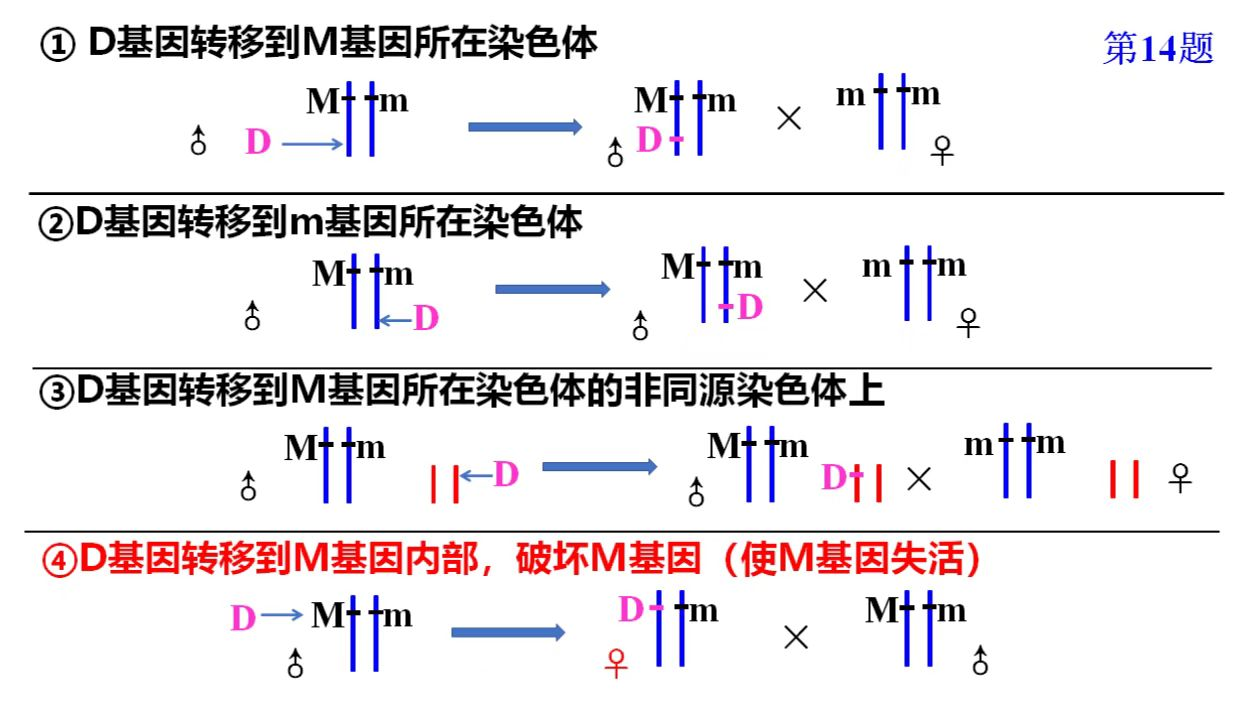 ① D基因转移到M基因所在染色体
第14题
M m M m × m m
♂ D ♂ D ♀
②D基因转移到m基因所在染色体
M m M m × m m
♂ D ♂ D ♀
③D基因转移到M基因所在染色体的非同源染色体上
M m M m m m
♂ D ♂ D × ♀
④D基因转移到M基因内部，破坏M基因（使M基因失活）
D M m D m × M m
♂ ♀ ♂